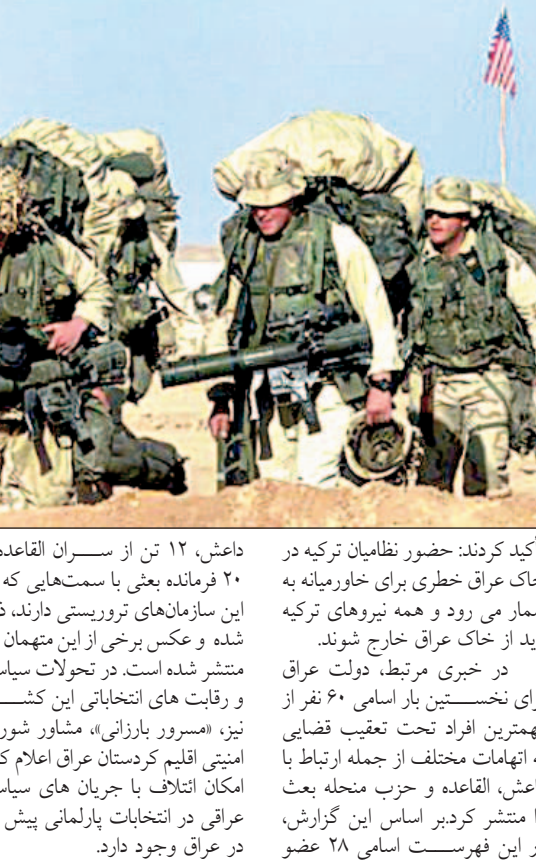 أکید کردند: حضور نظامیان ترکیه در
خاک عراق خطری برای خاورمیانه به
شمار می رود و همه نیروهای ترکیه
ید از خاک عراق خارج شوند.
در خبری مرتبط، دولت عراق
رای نخستین بار اسامی ۶۰ نفر از
همترین افراد تحت تعقیب قضایی
ه اتهامات مختلف از جمله ارتباط با
اعش، القاعده و حزب منحله بعث
ا منتشر کرد.بر اساس این گزارش،
ر این فهرست اسامی ۲۸ عضو
داعش، ۱۲ تن از سران القاعده
۲۰ فرمانده بعثی با سمت‌هایی که
این سازمان‌های تروریستی دارند، ذ
شده و عکس برخی از این متهمان
منتشر شده است. در تحولات سیاس
و رقابت های انتخاباتی این کشـ
نیز، «مسرور بارزانی»، مشاور شور
امنیتی اقلیم کردستان عراق اعلام ک
امکان ائتلاف با جریان های سیاس
عراقی در انتخابات پارلمانی پیش
در عراق وجود دارد.